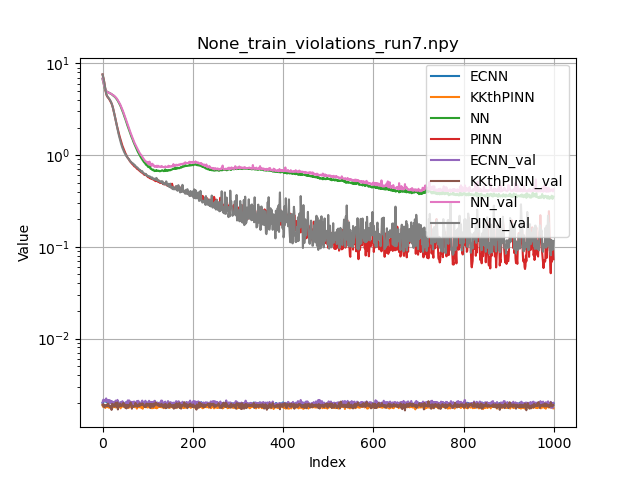 None_train_violations_run7.npy
10¹
10⁰
10⁻¹
10⁻²
Value
0
200
400
600
800
1000
Index
ECNN
KKthPINN
NN
PINN
ECNN_val
KKthPINN_val
NN_val
PINN_val